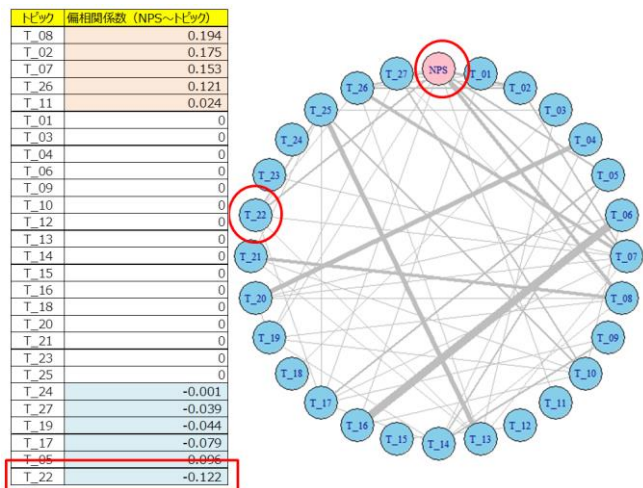 トピック 偏相関係数（NPS～トピック）
T_08 0.194
T_02 0.175
T_07 0.153
T_26 0.121
T_11 0.024
T_01 0
T_03 0
T_04 0
T_06 0
T_09 0
T_10 0
T_12 0
T_13 0
T_14 0
T_15 0
T_16 0
T_18 0
T_20 0
T_21 0
T_23 0
T_25 0
T_24 -0.001
T_27 -0.039
T_19 -0.044
T_17 -0.079
T_05 -0.096
T_22 -0.122
NPS
T_01
T_02
T_03
T_04
T_05
T_06
T_07
T_08
T_09
T_10
T_11
T_12
T_13
T_14
T_15
T_16
T_17
T_18
T_19
T_20
T_21
T_22
T_23
T_24
T_25
T_26
T_27